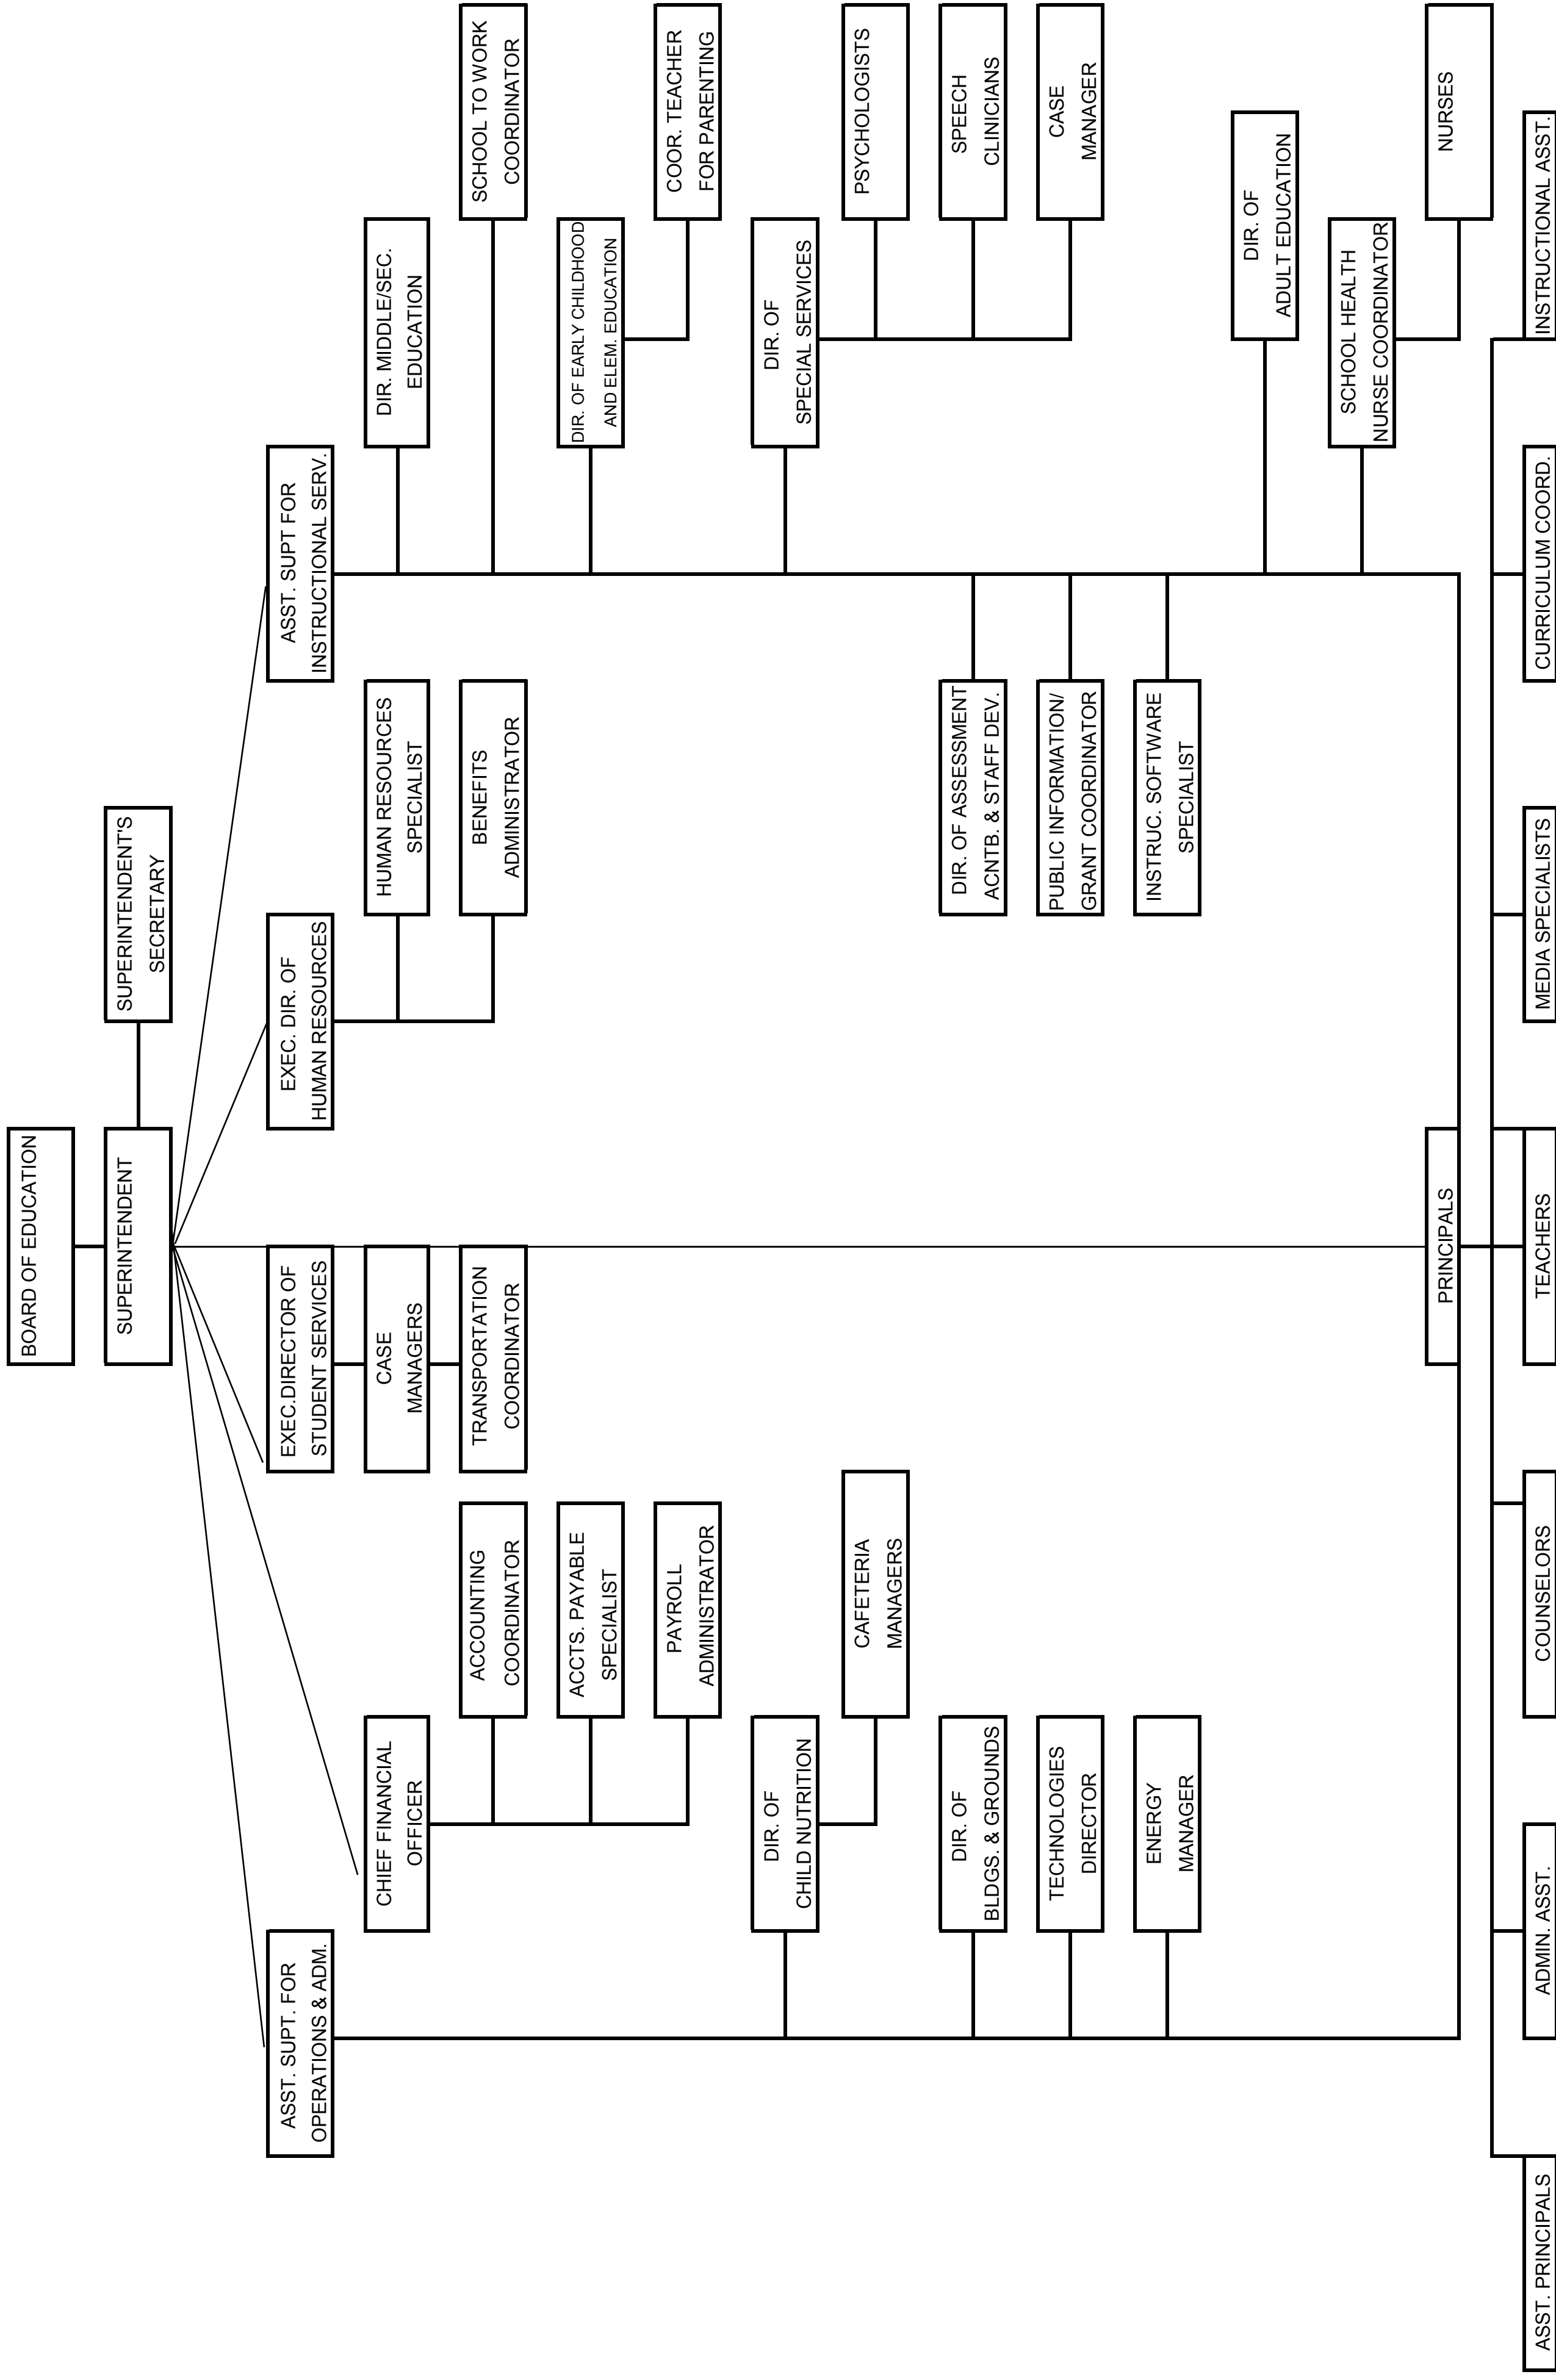 BOARD OF EDUCATION
SUPERINTENDENT
SUPERINTENDENT'S
SECRETARY
ASST. SUPT. FOR
OPERATIONS & ADM.
EXEC.DIRECTOR OF
STUDENT SERVICES
EXEC. DIR. OF
HUMAN RESOURCES
ASST. SUPT FOR
INSTRUCTIONAL SERV.
CHIEF FINANCIAL
OFFICER
CASE
MANAGERS
HUMAN RESOURCES
SPECIALIST
DIR. MIDDLE/SEC.
EDUCATION
ACCOUNTING
COORDINATOR
TRANSPORTATION
COORDINATOR
BENEFITS
ADMINISTRATOR
SCHOOL TO WORK
COORDINATOR
ACCTS. PAYABLE
SPECIALIST
DIR. OF EARLY CHILDHOOD
AND ELEM. EDUCATION
PAYROLL
ADMINISTRATOR
COOR. TEACHER
FOR PARENTING
DIR. OF
CHILD NUTRITION
DIR. OF
SPECIAL SERVICES
CAFETERIA
MANAGERS
PSYCHOLOGISTS
DIR. OF
BLDGS. & GROUNDS
DIR. OF ASSESSMENT
ACNTB. & STAFF DEV.
SPEECH
CLINICIANS
TECHNOLOGIES
DIRECTOR
PUBLIC INFORMATION/
GRANT COORDINATOR
CASE
MANAGER
ENERGY
MANAGER
INSTRUC. SOFTWARE
SPECIALIST
DIR. OF
ADULT EDUCATION
SCHOOL HEALTH
NURSE COORDINATOR
PRINCIPALS
NURSES
ASST. PRINCIPALS
ADMIN. ASST.
COUNSELORS
TEACHERS
MEDIA SPECIALISTS
CURRICULUM COORD.
INSTRUCTIONAL ASST.